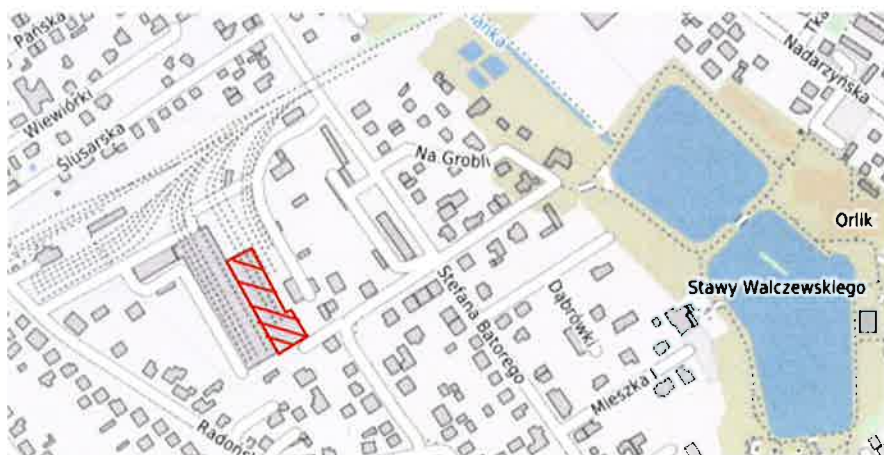 Pańska
Wiewiórki
Ślusarska
Nadarzyńska
Na Grobli
Orlik
Stawy Walczewskiego
Stefana Batorego
Dąbrówki
Mieszka I